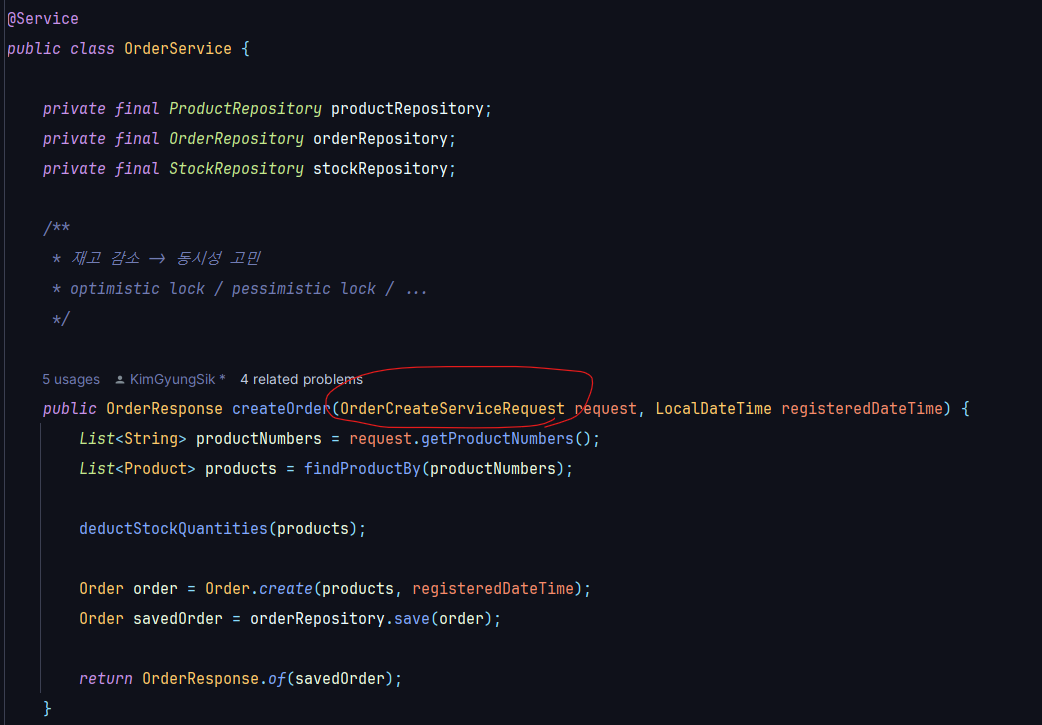 @Service
public class OrderService {
private final ProductRepository productRepository;
private final OrderRepository orderRepository;
private final StockRepository stockRepository;
/**
* 재고 감소 -> 동시성 고민
* optimistic lock / pessimistic lock / ...
*/
5 usages KimGyungSik * 4 related problems
public OrderResponse createOrder(OrderCreateServiceRequest request, LocalDateTime registeredDateTime) {
List<String> productNumbers = request.getProductNumbers();
List<Product> products = findProductBy(productNumbers);
deductStockQuantities(products);
Order order = Order.create(products, registeredDateTime);
Order savedOrder = orderRepository.save(order);
return OrderResponse.of(savedOrder);
}